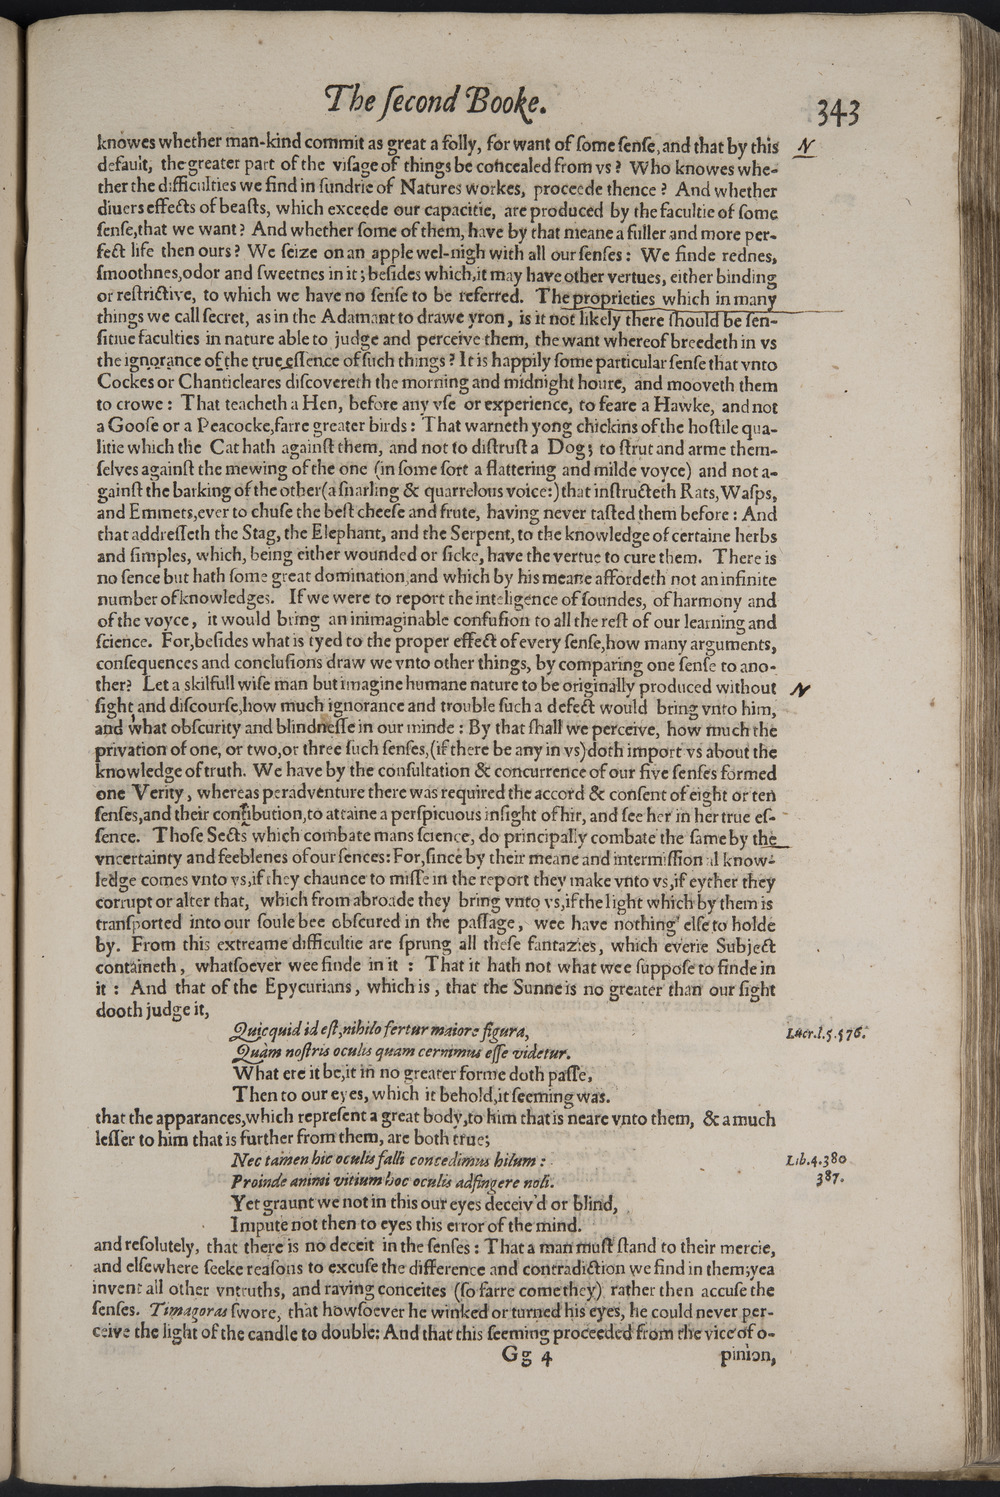 The ſecond Booke. 343
knowes whether man-kind commit as great a folly, for want of ſome ſenſe, and that by this N
default, the greater part of the viſage of things be concealed from vs? Who knowes whe-
ther the difficulties we find in ſundrie of Natures workes, proceede thence? And whether
diuers effects of beaſts, which exceede our capacitie, are produced by the facultie of ſome
ſenſe, that we want? And whether ſome of them, have by that meane a fuller and more per-
fect life then ours? We ſeize on an apple wel-nigh with all our ſenſes: We finde rednes,
ſmoothnes, odor and ſweetnes in it; beſides which, it may have other vertues, either binding
or reſtrictive, to which we have no ſenſe to be referred. The proprieties which in many
things we call ſecret, as in the Adamant to drawe yron, is it not likely there ſhould be ſen-
ſitiue faculties in nature able to judge and perceive them, the want whereof breedeth in vs
the ignorance of the true eſſence of ſuch things? It is happily ſome particular ſenſe that vnto
Cockes or Chanticleares diſcovereth the morning and midnight houre, and mooveth them
to crowe: That teacheth a Hen, before any vſe or experience, to feare a Hawke, and not
a Gooſe or a Peacocke, farre greater birds: That warneth yong chickins of the hoſtile qua-
litie which the Cat hath againſt them, and not to diſtruſt a Dog; to ſtrut and arme them-
ſelves againſt the mewing of the one (in ſome ſort a flattering and milde voyce) and not a-
gainſt the barking of the other (a ſnarling & quarrelous voice:) that inſtructeth Rats, Waſps,
and Emmets, ever to chuſe the beſt cheeſe and frute, having never taſted them before: And
that addreſſeth the Stag, the Elephant, and the Serpent, to the knowledge of certaine herbs
and ſimples, which, being either wounded or ſicke, have the vertue to cure them. There is
no ſence but hath ſome great domination, and which by his meane affordeth not an infinite
number of knowledges. If we were to report the inteligence of ſoundes, of harmony and
of the voyce, it would bring an inimaginable confuſion to all the reſt of our learning and
ſcience. For, beſides what is tyed to the proper effect of every ſenſe, how many arguments,
conſequences and concluſions draw we vnto other things, by comparing one ſenſe to ano-
ther? Let a skilfull wiſe man but imagine humane nature to be originally produced without N
ſight, and diſcourſe, how much ignorance and trouble ſuch a defect would bring vnto him,
and what obſcurity and blindneſſe in our minde: By that ſhall we perceive, how much the
privation of one, or two, or three ſuch ſenſes, (if there be any in vs) doth import vs about the
knowledge of truth. We have by the conſultation & concurrence of our five ſenſes formed
one Verity, whereas peradventure there was required the accord & conſent of eight or ten
ſenſes, and their contibution, to attaine a perſpicuous inſight of hir, and ſee her in her true eſ-
ſence. Thoſe Sects which combate mans ſcience, do principally combate the ſame by the
vncertainty and feeblenes of our ſences: For, ſince by their meane and intermiſſion al know-
ledge comes vnto vs, if they chaunce to miſſe in the report they make vnto vs, if eyther they
corrupt or alter that, which from abroade they bring vnto vs, if the light which by them is
tranſported into our ſoule bee obſcured in the paſſage, wee have nothing elſe to holde
by. From this extreame difficultie are ſprung all theſe fantazies, which everie Subject
containeth, whatſoever wee finde in it: That it hath not what wee ſuppoſe to finde in
it: And that of the Epycurians, which is, that the Sunne is no greater than our ſight
dooth judge it,
Quicquid id eſt, nihilo fertur maiore figura, Lucr.l.5.576.
Quàm noſtris oculis quam cernimus eſſe videtur.
What ere it be, it in no greater forme doth paſſe,
Then to our eyes, which it behold, it ſeeming was.
that the apparances, which repreſent a great body, to him that is neare vnto them, & a much
leſſer to him that is further from them, are both true;
Nec tamen hic oculis falli concedimus hilum: Lib.4.380
Proinde animi vitium hoc oculis adfingere noli. 387.
Yet graunt we not in this our eyes deceiv'd or blind,
Impute not then to eyes this error of the mind.
and reſolutely, that there is no deceit in the ſenſes: That a man muſt ſtand to their mercie,
and elſewhere ſeeke reaſons to excuſe the difference and contradiction we find in them; yea
invent all other vntruths, and raving conceites (ſo farre come they) rather then accuſe the
ſenſes. Timagoras ſwore, that howſoever he winked or turned his eyes, he could never per-
ceive the light of the candle to double: And that this ſeeming proceeded from the vice of o-
Gg 4 pinion,